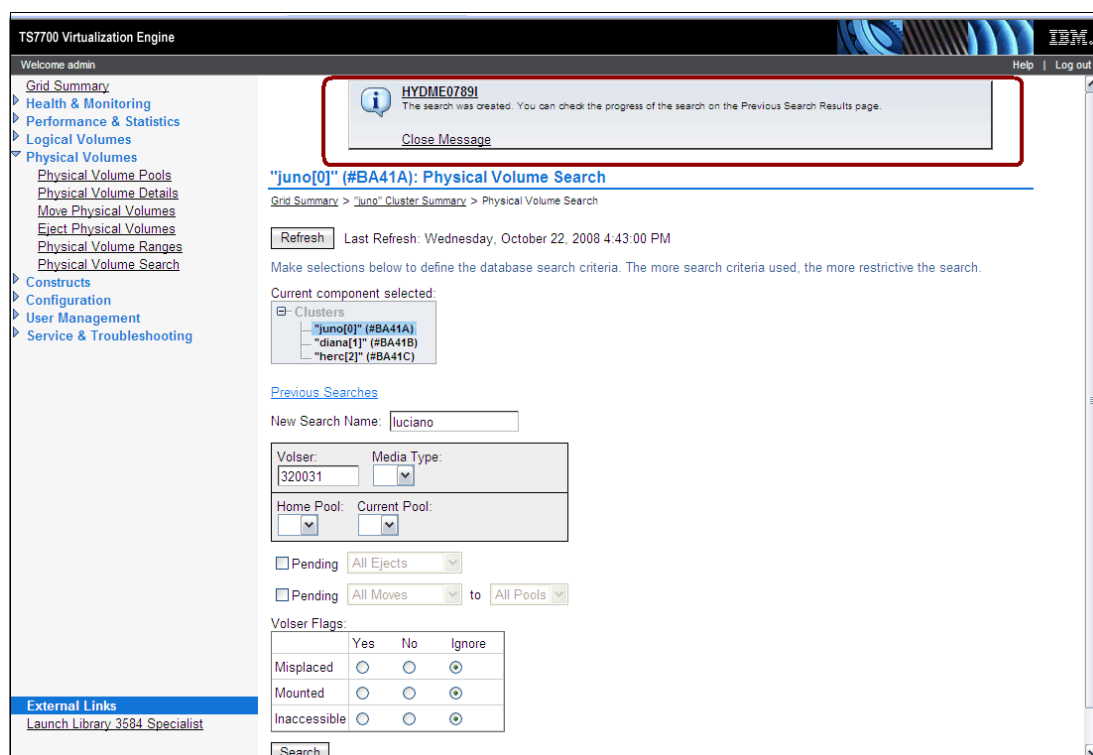 TS7700 Virtualization Engine
IBM.
Welcome admin
Help | Log out
Grid Summary
Health & Monitoring
Performance & Statistics
Logical Volumes
Physical Volumes
Physical Volume Pools
Physical Volume Details
Move Physical Volumes
Eject Physical Volumes
Physical Volume Ranges
Physical Volume Search
Constructs
Configuration
User Management
Service & Troubleshooting
External Links
Launch Library 3584 Specialist
HYDME0789I
The search was created. You can check the progress of the search on the Previous Search Results page.
Close Message
"juno[0]" (#BA41A): Physical Volume Search
Grid Summary > "juno" Cluster Summary > Physical Volume Search
Refresh Last Refresh: Wednesday, October 22, 2008 4:43:00 PM
Make selections below to define the database search criteria. The more search criteria used, the more restrictive the search.
Current component selected:
Clusters
"juno[0]" (#BA41A)
"diana[1]" (#BA41B)
"herc[2]" (#BA41C)
Previous Searches
New Search Name: luciano
Volser: Media Type:
320031
Home Pool: Current Pool:
Pending All Ejects
Pending All Moves to All Pools
Volser Flags:
Yes No Ignore
Misplaced
Mounted
Inaccessible
Search